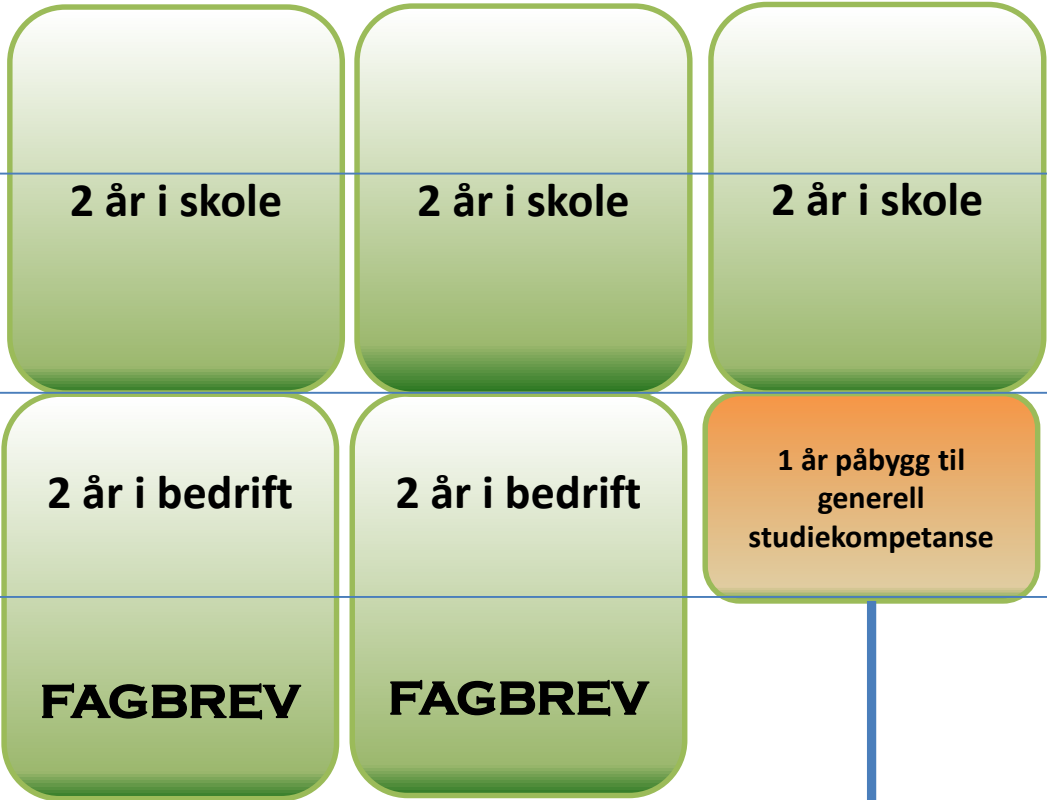 2 år i skole
2 år i skole
2 år i skole
2 år i bedrift
FAGBREV
2 år i bedrift
FAGBREV
1 år påbygg til
generell
studiekompetanse